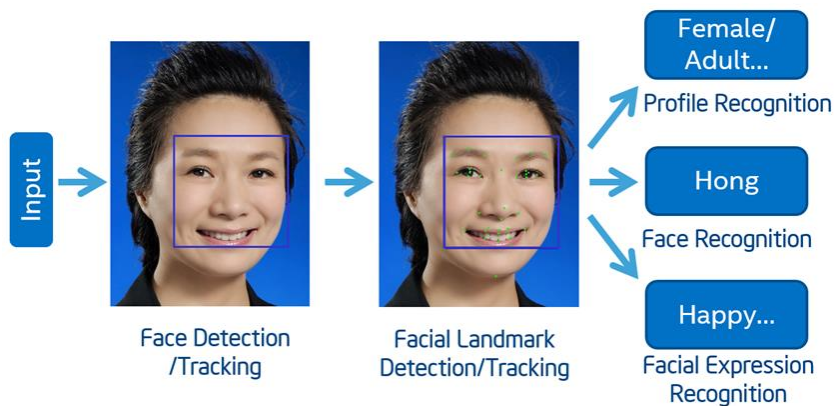 Input
Face Detection
/Tracking
Facial Landmark
Detection/Tracking
Female/
Adult...
Profile Recognition
Hong
Face Recognition
Happy...
Facial Expression
Recognition